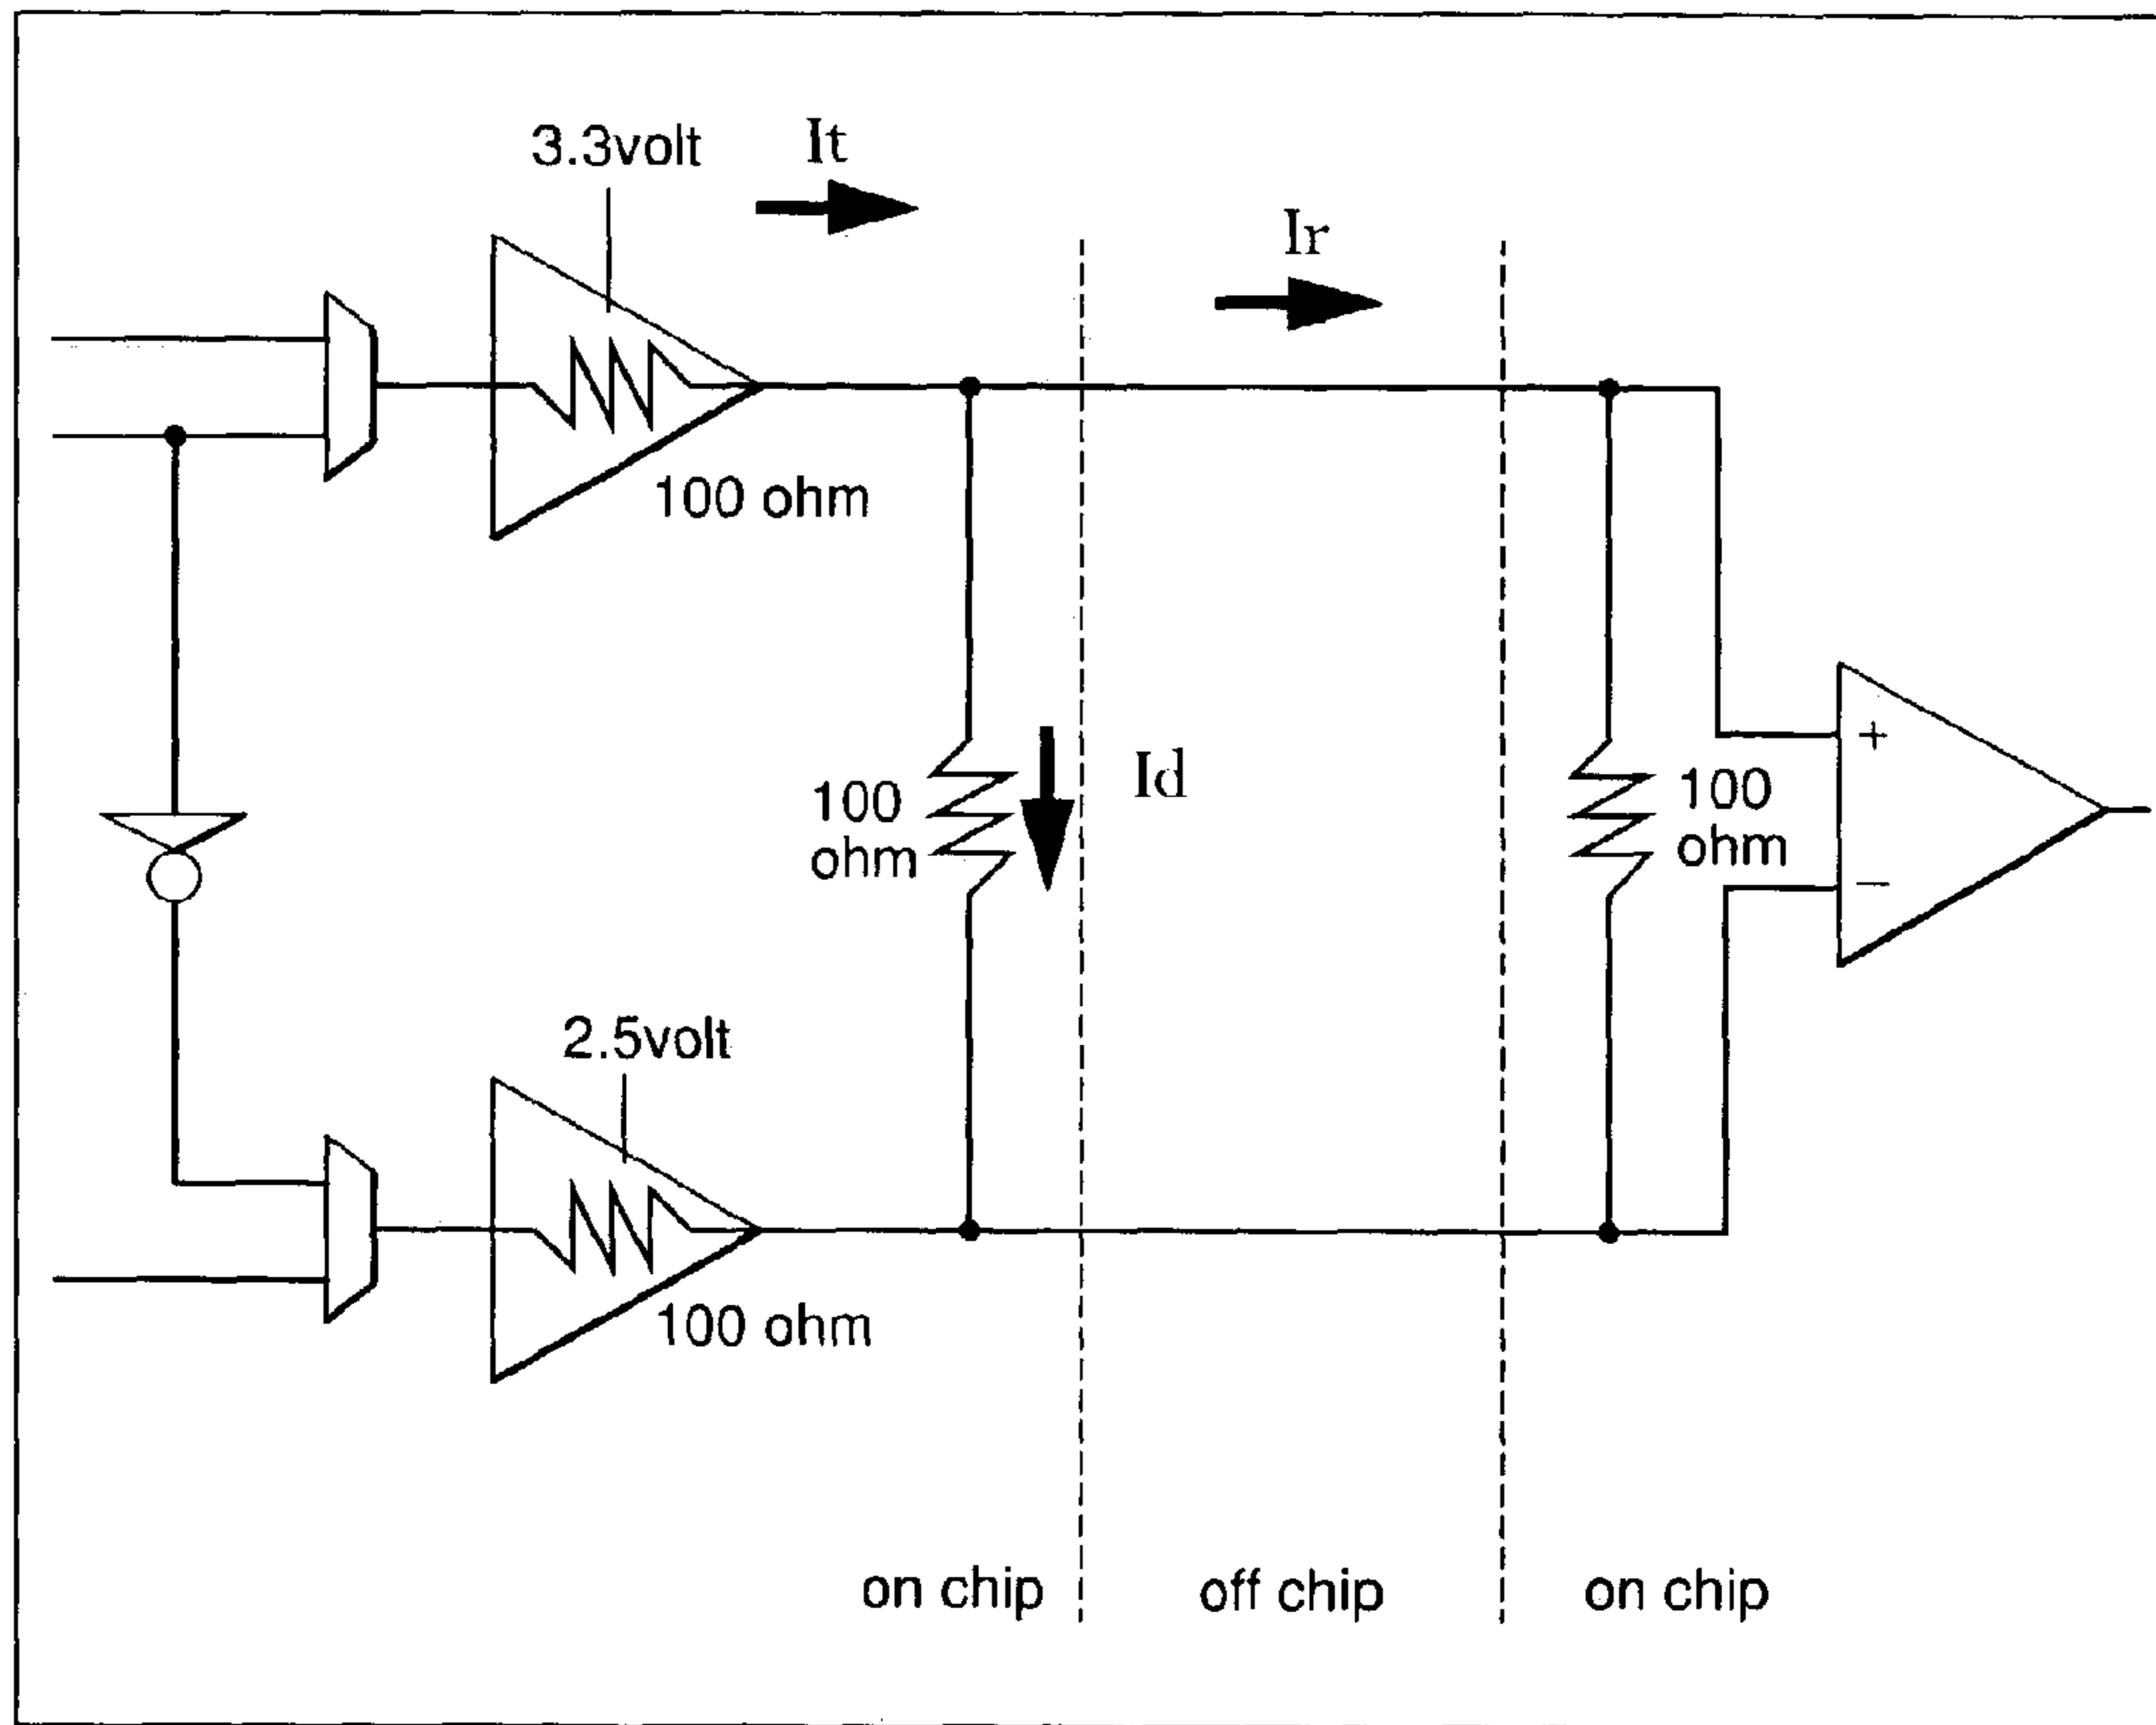 3.3volt
It
Ir
100 ohm
100
ohm
Id
100
ohm
+
−
2.5volt
100 ohm
on chip
off chip
on chip